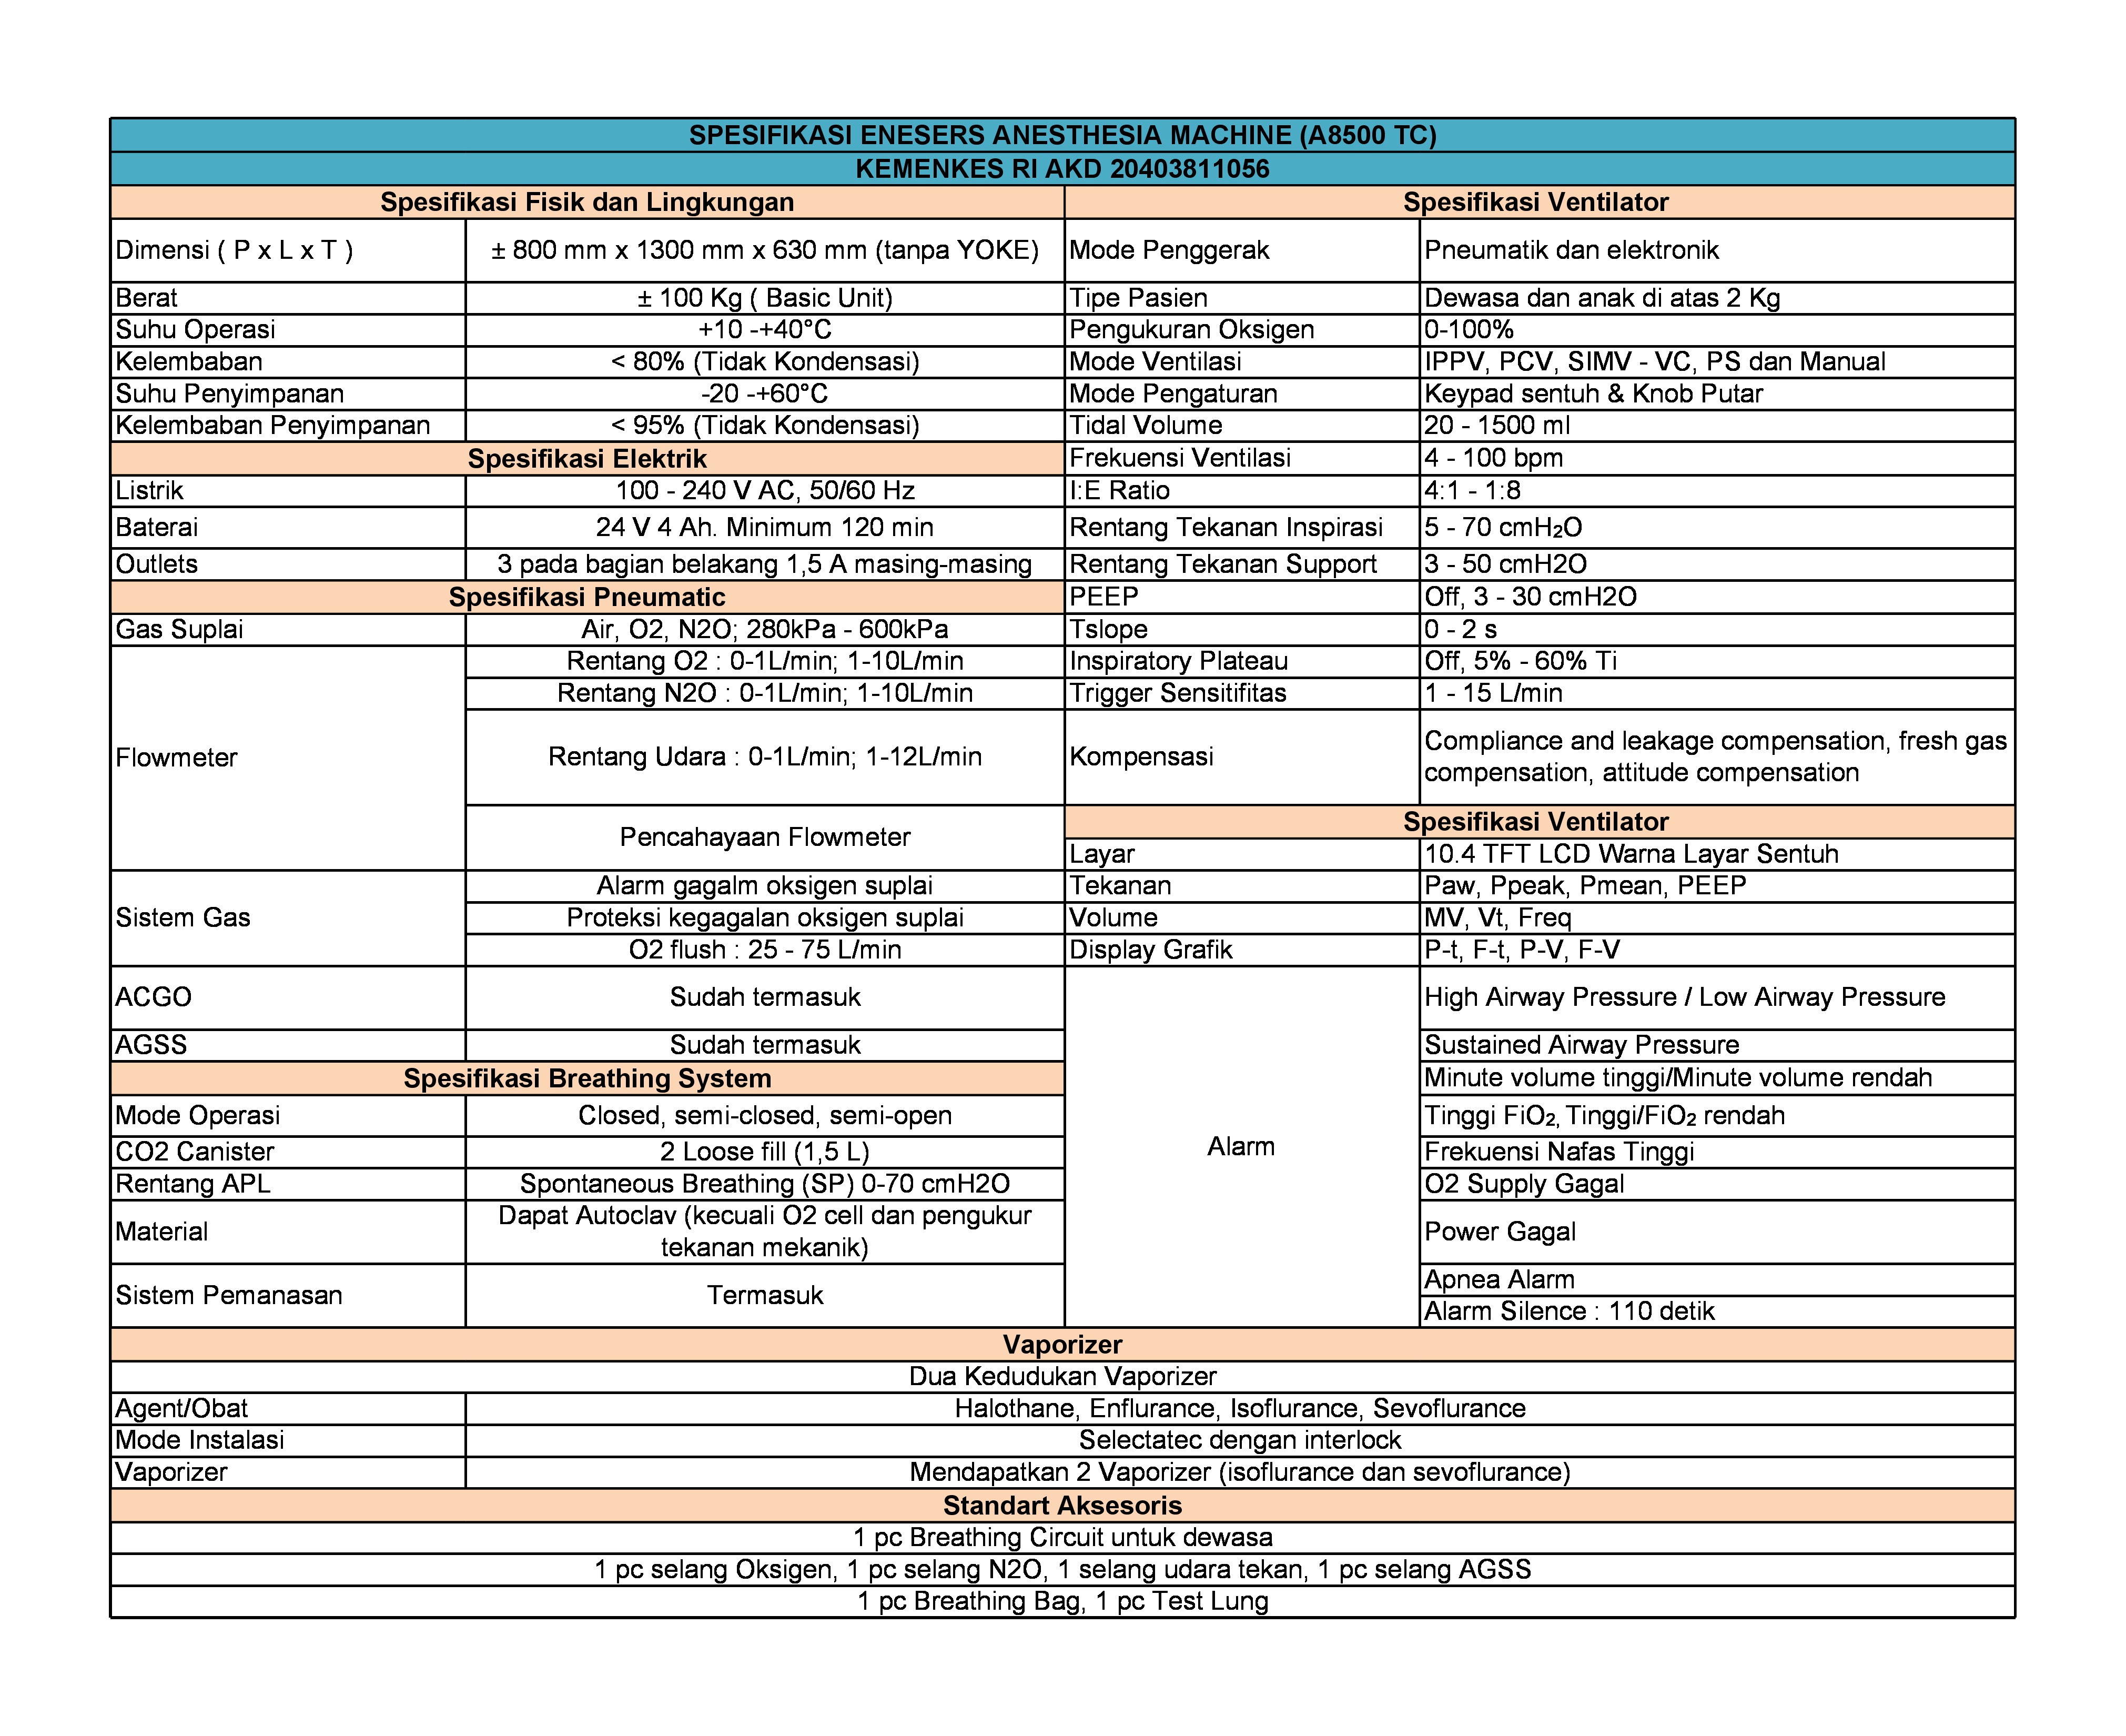 SPESIFIKASI ENESERS ANESTHESIA MACHINE (A8500 TC)
KEMENKES RI AKD 20403811056
Spesifikasi Fisik dan Lingkungan
Dimensi ( P x L x T )
± 800 mm x 1300 mm x 630 mm (tanpa YOKE)
Berat
± 100 Kg ( Basic Unit)
Suhu Operasi
+10 -+40°C
Kelembaban
< 80% (Tidak Kondensasi)
Suhu Penyimpanan
-20 -+60°C
Kelembaban Penyimpanan
< 95% (Tidak Kondensasi)
Spesifikasi Elektrik
Listrik
100 - 240 V AC, 50/60 Hz
Baterai
24 V 4 Ah. Minimum 120 min
Outlets
3 pada bagian belakang 1,5 A masing-masing
Spesifikasi Pneumatic
Gas Suplai
Air, O2, N2O; 280kPa - 600kPa
Flowmeter
Rentang O2 : 0-1L/min; 1-10L/min
Rentang N2O : 0-1L/min; 1-10L/min
Rentang Udara : 0-1L/min; 1-12L/min
Pencahayaan Flowmeter
Sistem Gas
Alarm gagalm oksigen suplai
Proteksi kegagalan oksigen suplai
O2 flush : 25 - 75 L/min
ACGO
Sudah termasuk
AGSS
Sudah termasuk
Spesifikasi Breathing System
Mode Operasi
Closed, semi-closed, semi-open
CO2 Canister
2 Loose fill (1,5 L)
Rentang APL
Spontaneous Breathing (SP) 0-70 cmH2O
Material
Dapat Autoclav (kecuali O2 cell dan pengukur
tekanan mekanik)
Sistem Pemanasan
Termasuk
Spesifikasi Ventilator
Mode Penggerak
Pneumatik dan elektronik
Tipe Pasien
Dewasa dan anak di atas 2 Kg
Pengukuran Oksigen
0-100%
Mode Ventilasi
IPPV, PCV, SIMV - VC, PS dan Manual
Mode Pengaturan
Keypad sentuh & Knob Putar
Tidal Volume
20 - 1500 ml
Frekuensi Ventilasi
4 - 100 bpm
I:E Ratio
4:1 - 1:8
Rentang Tekanan Inspirasi
5 - 70 cmH₂O
Rentang Tekanan Support
3 - 50 cmH2O
PEEP
Off, 3 - 30 cmH2O
Tslope
0 - 2 s
Inspiratory Plateau
Off, 5% - 60% Ti
Trigger Sensitifitas
1 - 15 L/min
Kompensasi
Compliance and leakage compensation, fresh gas
compensation, attitude compensation
Spesifikasi Ventilator
Layar
10.4 TFT LCD Warna Layar Sentuh
Tekanan
Paw, Ppeak, Pmean, PEEP
Volume
MV, Vt, Freq
Display Grafik
P-t, F-t, P-V, F-V
Alarm
High Airway Pressure / Low Airway Pressure
Sustained Airway Pressure
Minute volume tinggi/Minute volume rendah
Tinggi FiO₂, Tinggi/FiO₂ rendah
Frekuensi Nafas Tinggi
O2 Supply Gagal
Power Gagal
Apnea Alarm
Alarm Silence : 110 detik
Vaporizer
Dua Kedudukan Vaporizer
Agent/Obat
Halothane, Enflurance, Isoflurance, Sevoflurance
Mode Instalasi
Selectatec dengan interlock
Vaporizer
Mendapatkan 2 Vaporizer (isoflurance dan sevoflurance)
Standart Aksesoris
1 pc Breathing Circuit untuk dewasa
1 pc selang Oksigen, 1 pc selang N2O, 1 selang udara tekan, 1 pc selang AGSS
1 pc Breathing Bag, 1 pc Test Lung